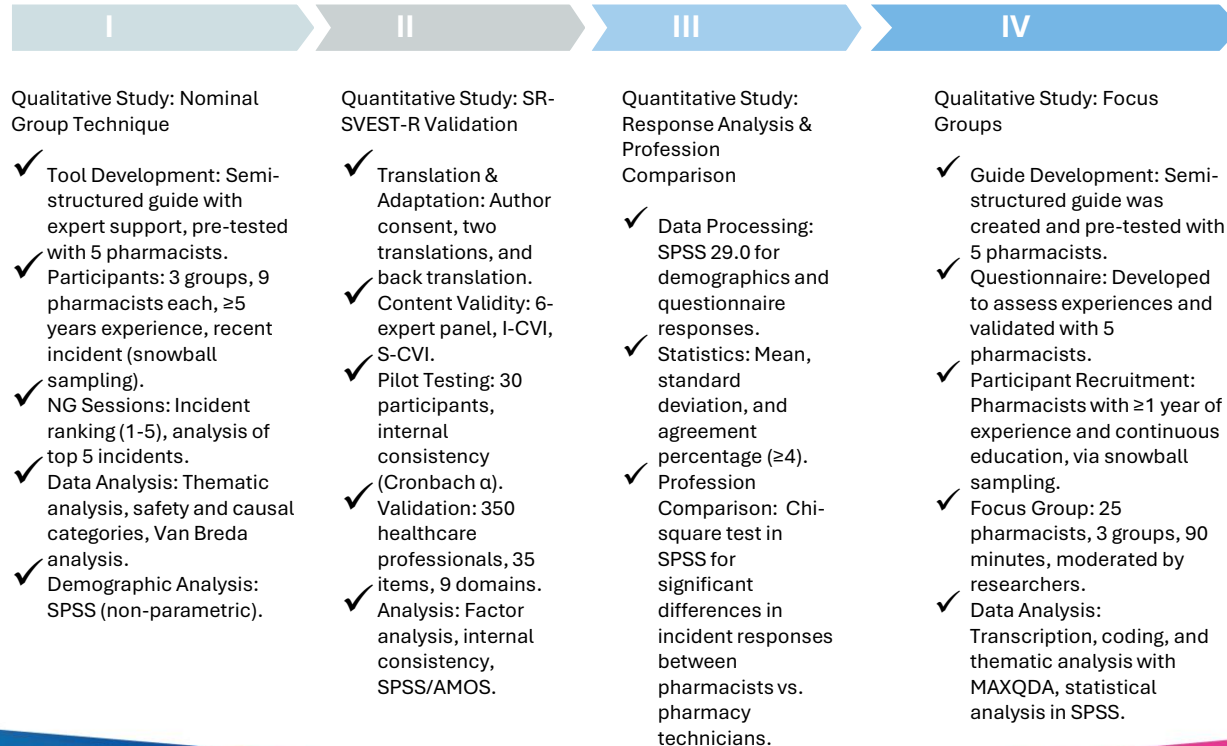 I
II
III
IV
Qualitative Study: Nominal
Group Technique
Tool Development: Semi-
structured guide with
expert support, pre-tested
with 5 pharmacists.
Participants: 3 groups, 9
pharmacists each, ≥5
years experience, recent
incident (snowball
sampling).
NG Sessions: Incident
ranking (1-5), analysis of
top 5 incidents.
Data Analysis: Thematic
analysis, safety and causal
categories, Van Breda
analysis.
Demographic Analysis:
SPSS (non-parametric).
Quantitative Study: SR-
SVEST-R Validation
Translation &
Adaptation: Author
consent, two
translations, and
back translation.
Content Validity: 6-
expert panel, I-CVI,
S-CVI.
Pilot Testing: 30
participants,
internal
consistency
(Cronbach α).
Validation: 350
healthcare
professionals, 35
items, 9 domains.
Analysis: Factor
analysis, internal
consistency,
SPSS/AMOS.
Quantitative Study:
Response Analysis &
Profession
Comparison
Data Processing:
SPSS 29.0 for
demographics and
questionnaire
responses.
Statistics: Mean,
standard
deviation, and
agreement
percentage (≥4).
Profession
Comparison: Chi-
square test in
SPSS for
significant
differences in
incident responses
between
pharmacists vs.
pharmacy
technicians.
Qualitative Study: Focus
Groups
Guide Development: Semi-
structured guide was
created and pre-tested with
5 pharmacists.
Questionnaire: Developed
to assess experiences and
validated with 5
pharmacists.
Participant Recruitment:
Pharmacists with ≥1 year of
experience and continuous
education, via snowball
sampling.
Focus Group: 25
pharmacists, 3 groups, 90
minutes, moderated by
researchers.
Data Analysis:
Transcription, coding, and
thematic analysis with
MAXQDA, statistical
analysis in SPSS.